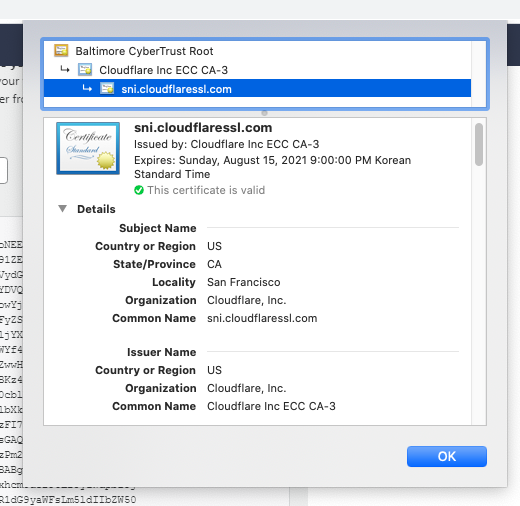 Baltimore CyberTrust Root
Cloudflare Inc ECC CA-3
sni.cloudflaressl.com
Certificate
Standard
sni.cloudflaressl.com
Issued by: Cloudflare Inc ECC CA-3
Expires: Sunday, August 15, 2021 9:00:00 PM Korean
Standard Time
This certificate is valid
Details
Subject Name
Country or Region US
State/Province CA
Locality San Francisco
Organization Cloudflare, Inc.
Common Name sni.cloudflaressl.com
Issuer Name
Country or Region US
Organization Cloudflare, Inc.
Common Name Cloudflare Inc ECC CA-3
OK
your
er from
R1dG9yaWFsLm5ldIIbZW50